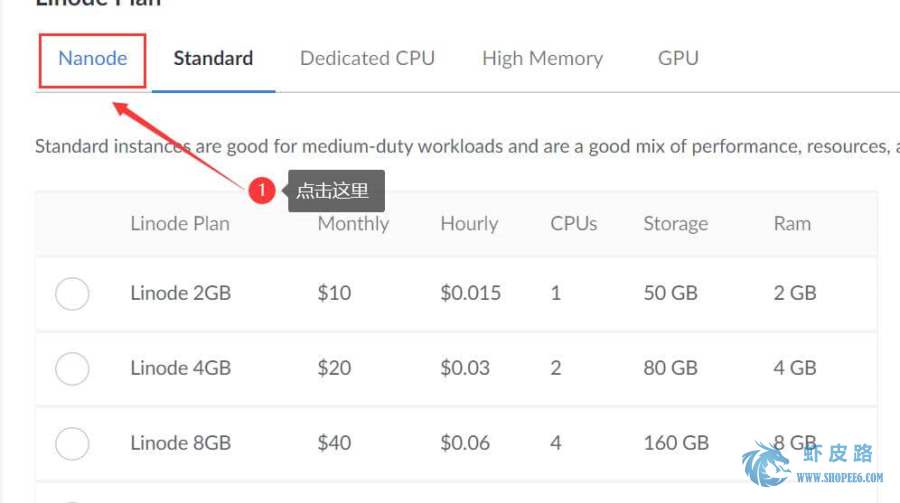 Linode Plan
Nanode Standard Dedicated CPU High Memory GPU
Standard instances are good for medium-duty workloads and are a good mix of performance, resources,
1 点击这里
Linode Plan Monthly Hourly CPUs Storage Ram
Linode 2GB $10 $0.015 1 50 GB 2 GB
Linode 4GB $20 $0.03 2 80 GB 4 GB
Linode 8GB $40 $0.06 4 160 GB 8 GB
虾皮路
WWW.SHOPEE6.COM